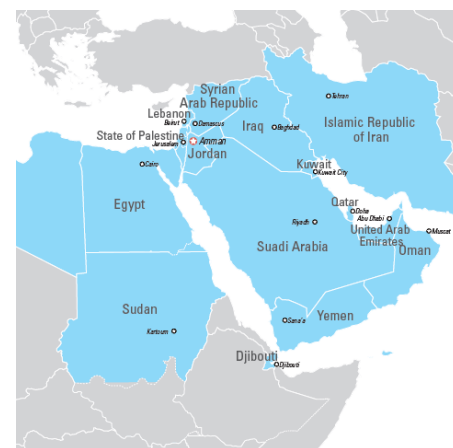 Syrian
Arab Republic
Tehran
Lebanon
Beirut
Damascus
Iraq
Baghdad
Islamic Republic
of Iran
State of Palestine
Jerusalem
Amman
Jordan
Cairo
Kuwait
Kuwait City
Egypt
Qatar
Doha
Abu Dhabi
United Arab
Emirates
Muscat
Oman
Riyadh
Suadi Arabia
Sudan
Kartoum
Sana'a
Yemen
Djibouti
Djibouti